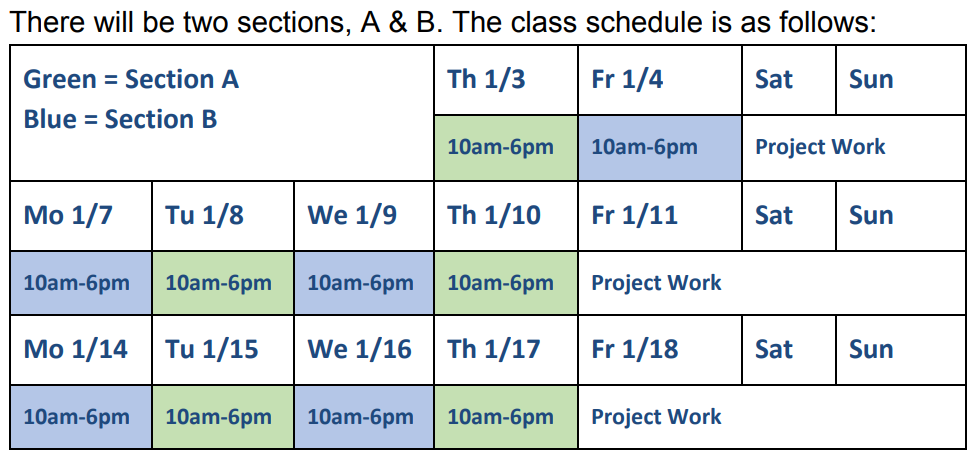 There will be two sections, A & B. The class schedule is as follows:
Green = Section A
Blue = Section B
Th 1/3 Fr 1/4 Sat Sun
10am-6pm 10am-6pm Project Work
Mo 1/7 Tu 1/8 We 1/9 Th 1/10 Fr 1/11 Sat Sun
10am-6pm 10am-6pm 10am-6pm 10am-6pm Project Work
Mo 1/14 Tu 1/15 We 1/16 Th 1/17 Fr 1/18 Sat Sun
10am-6pm 10am-6pm 10am-6pm 10am-6pm Project Work